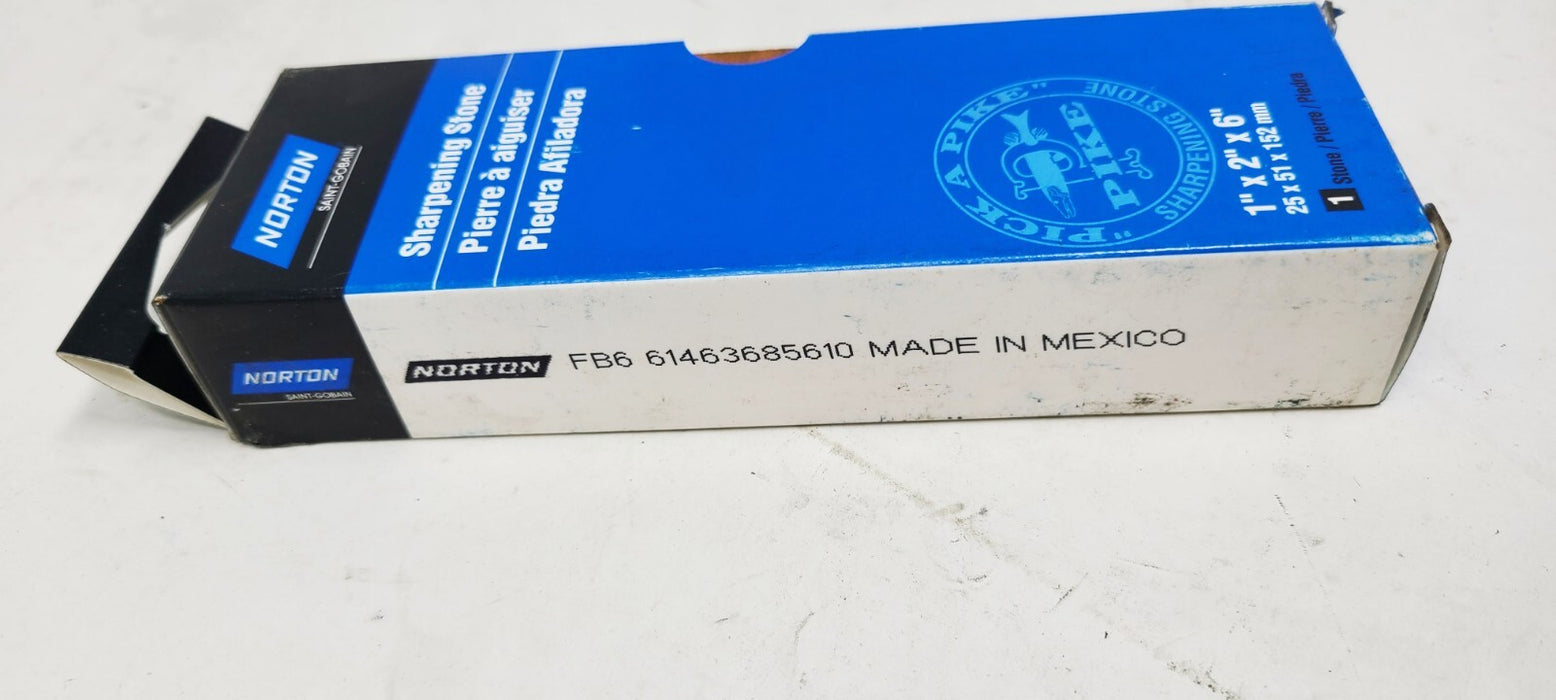 NORTON
SAINT-GOBAIN
Sharpening Stone
Pierre à aiguiser
Piedra Afiladora
"PICK A PIKE"
PIKE
SHARPENING STONE
1" x 2" x 6"
25 x 51 x 152 mm
1 Stone / Pierre / Piedra
NORTON
SAINT-GOBAIN
NORTON FB6 61463685610 MADE IN MEXICO